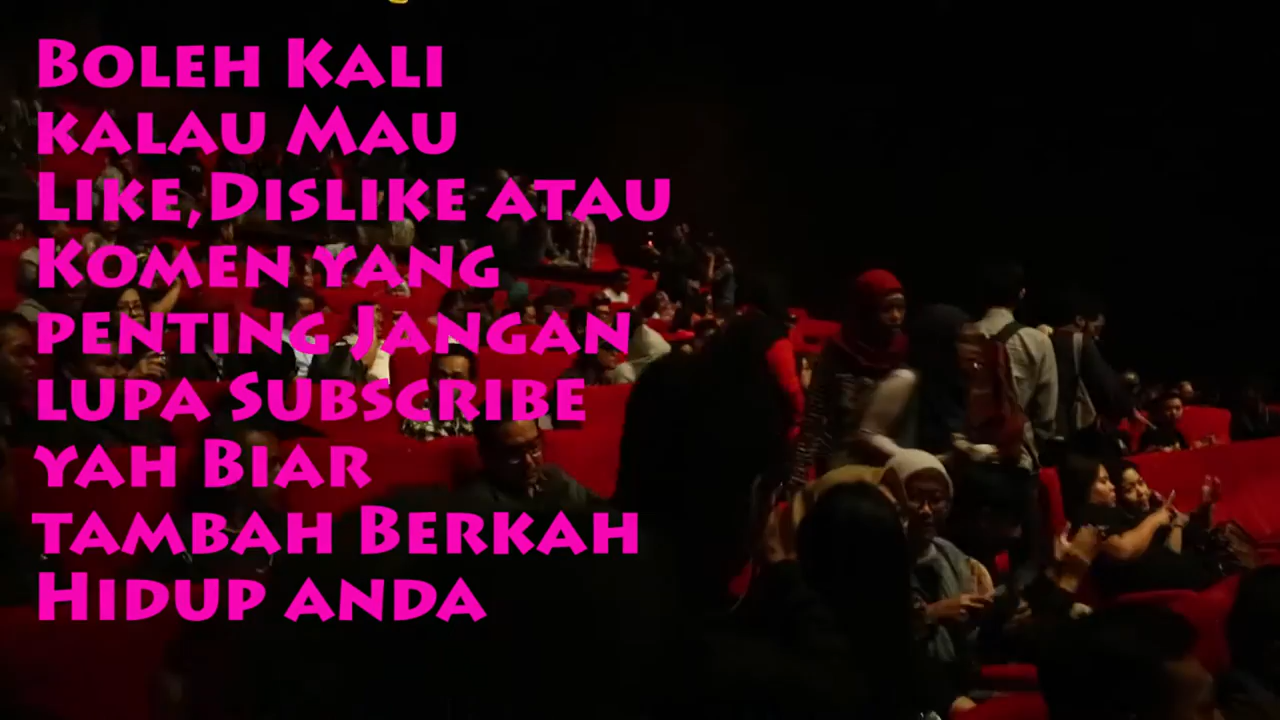 Boleh Kali
kalau Mau
Like,Dislike atau
Komen yang
penting Jangan
lupa Subscribe
yah Biar
tambah Berkah
Hidup anda